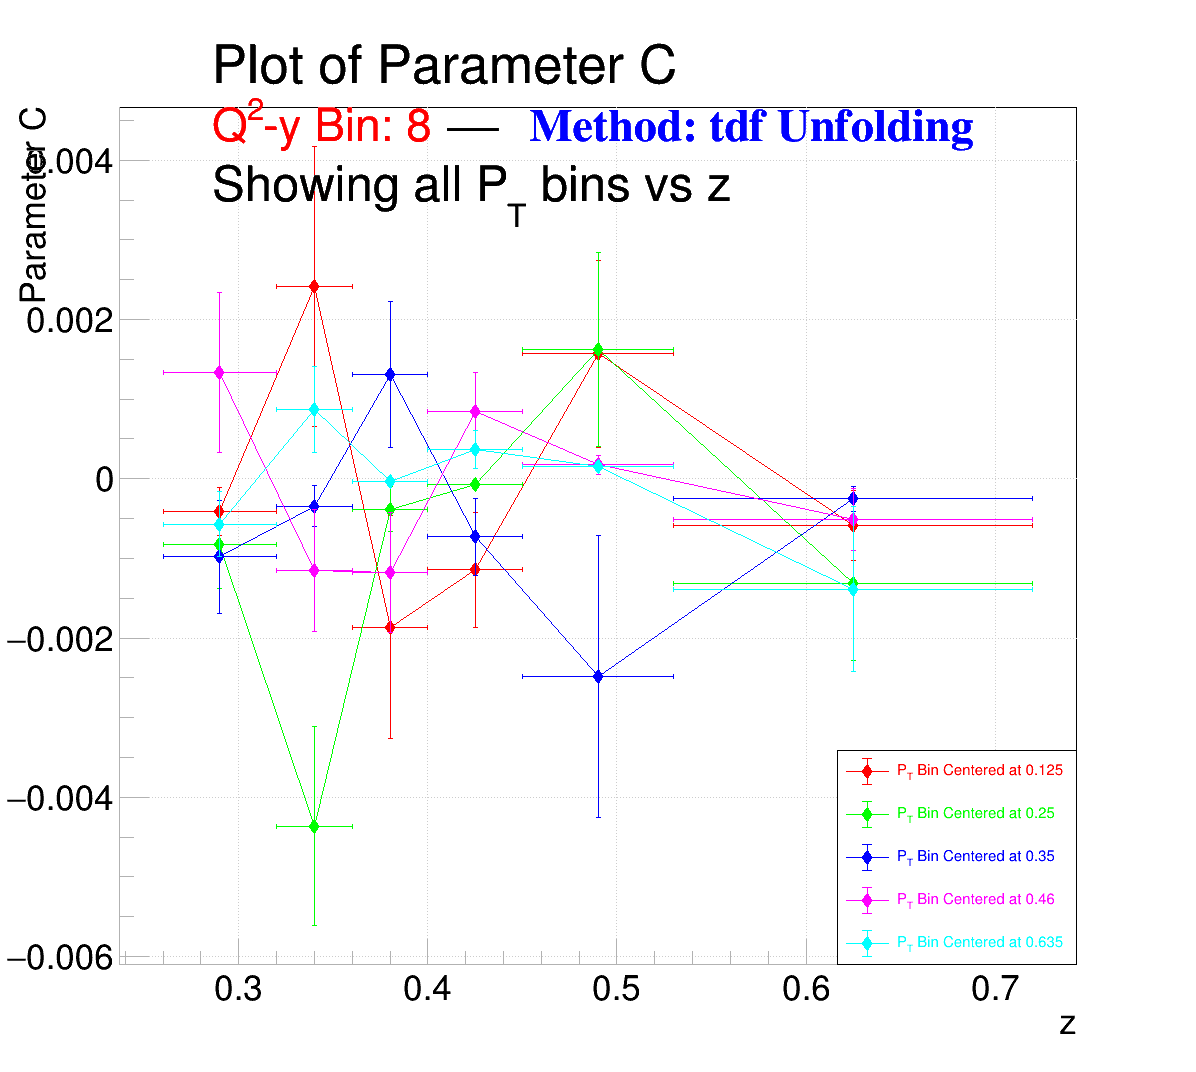 Plot of Parameter C
Q²-y Bin: 8 — Method: tdf Unfolding
Showing all P_T bins vs z
Parameter C
0.004
0.002
0
−0.002
−0.004
−0.006
0.3 0.4 0.5 0.6 0.7
z
P_T Bin Centered at 0.125
P_T Bin Centered at 0.25
P_T Bin Centered at 0.35
P_T Bin Centered at 0.46
P_T Bin Centered at 0.635